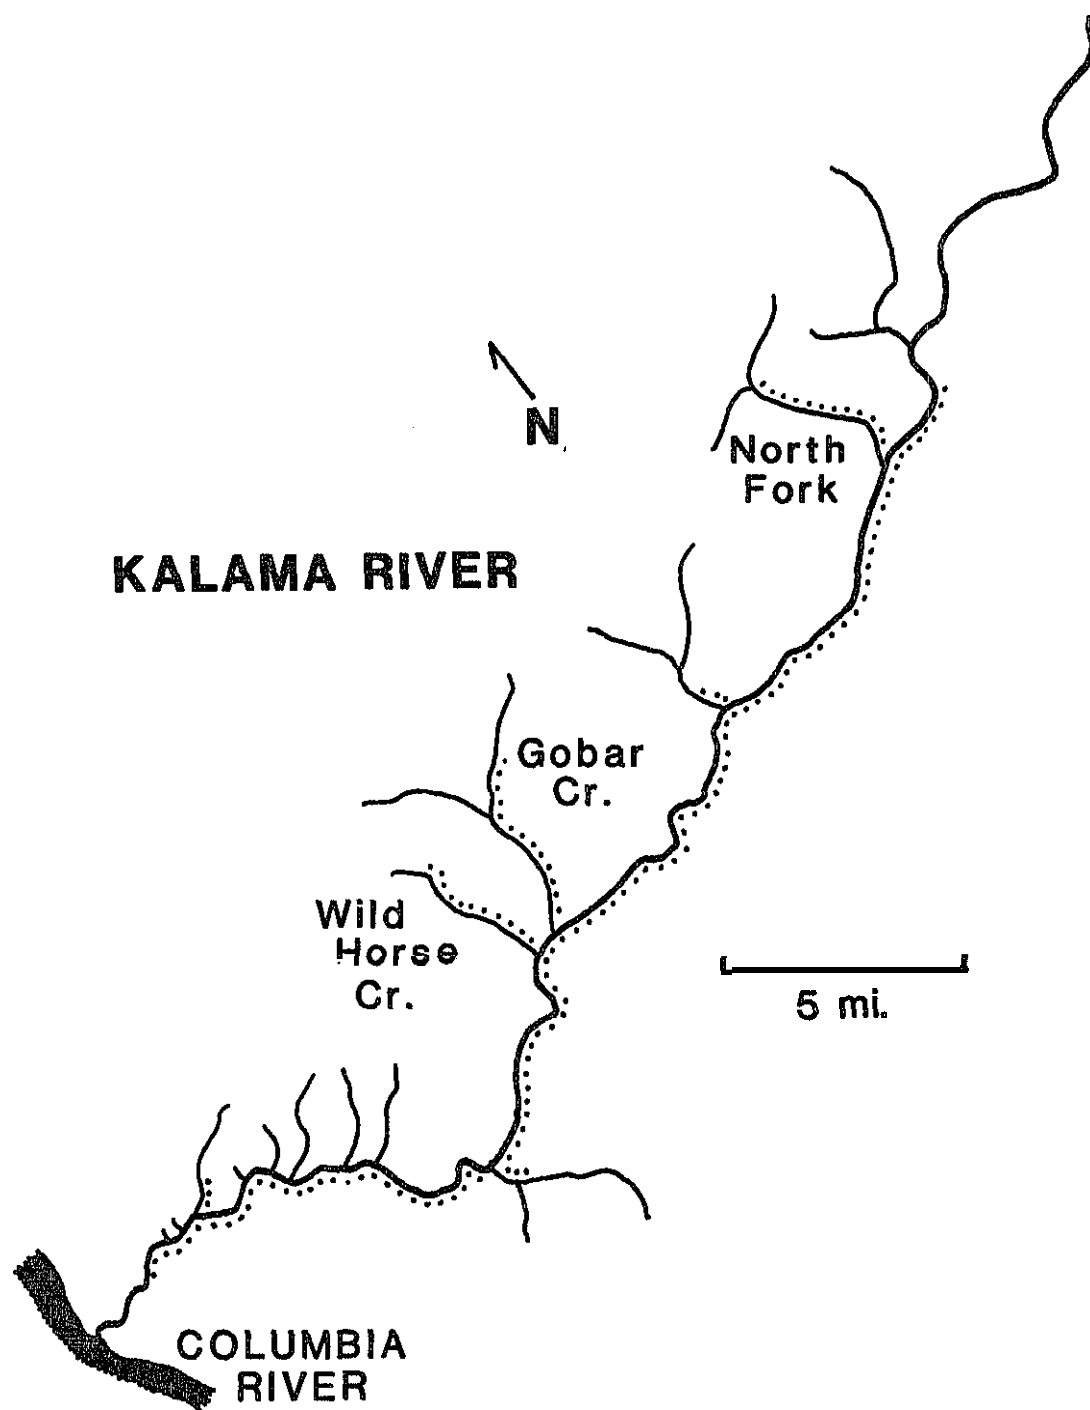 N
North
Fork
KALAMA RIVER
Gobar
Cr.
Wild
Horse
Cr.
5 mi.
COLUMBIA
RIVER